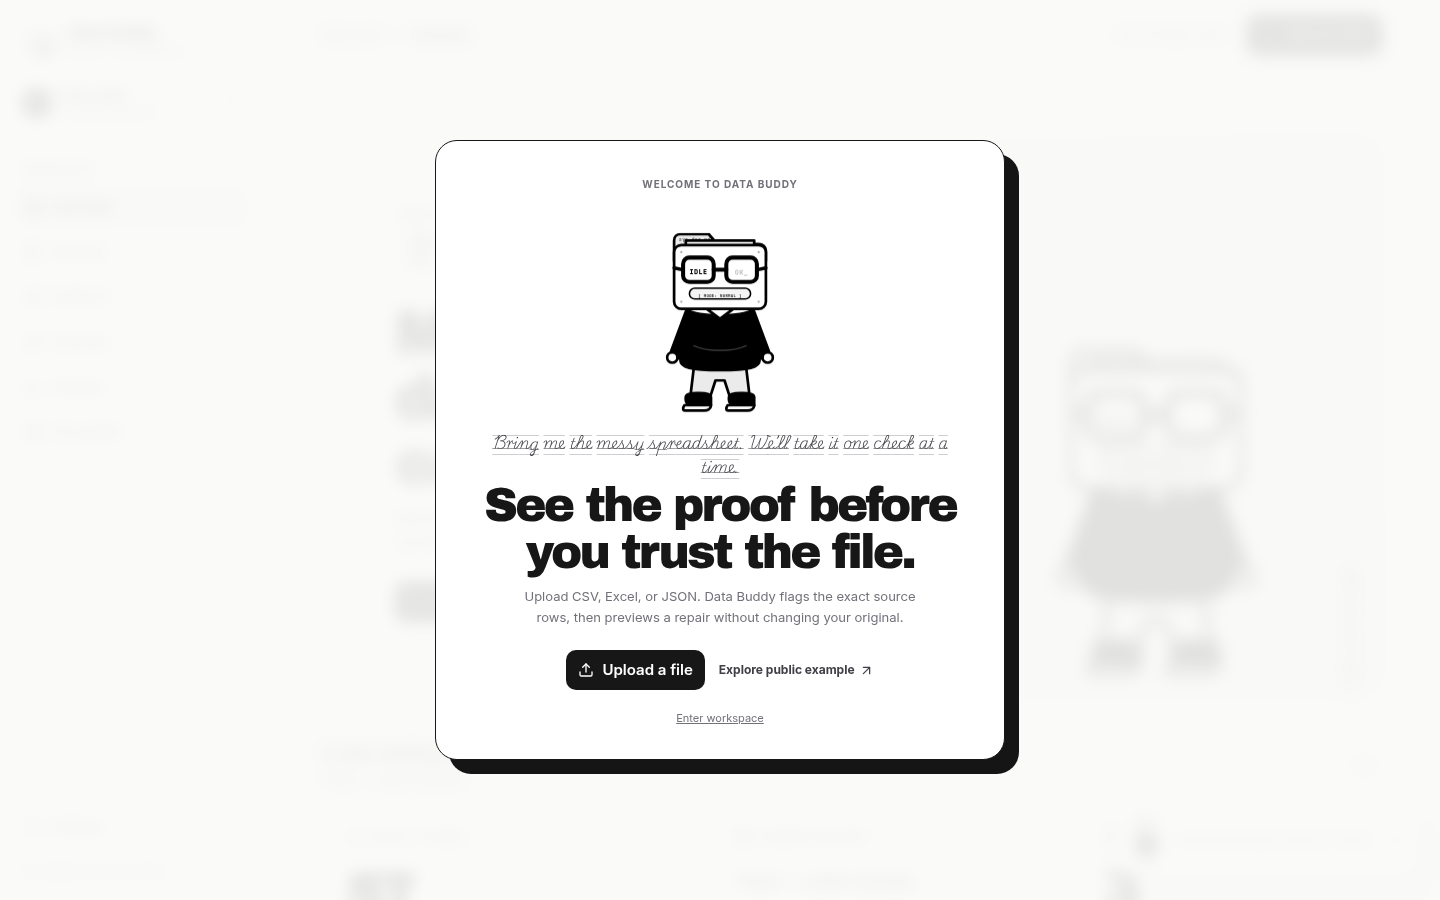 WELCOME TO DATA BUDDY
IDLE
OK_
[ MODE: NORMAL ]
Bring me the messy spreadsheet. We'll take it one check at a
time.
See the proof before
you trust the file.
Upload CSV, Excel, or JSON. Data Buddy flags the exact source
rows, then previews a repair without changing your original.
Upload a file
Explore public example
Enter workspace